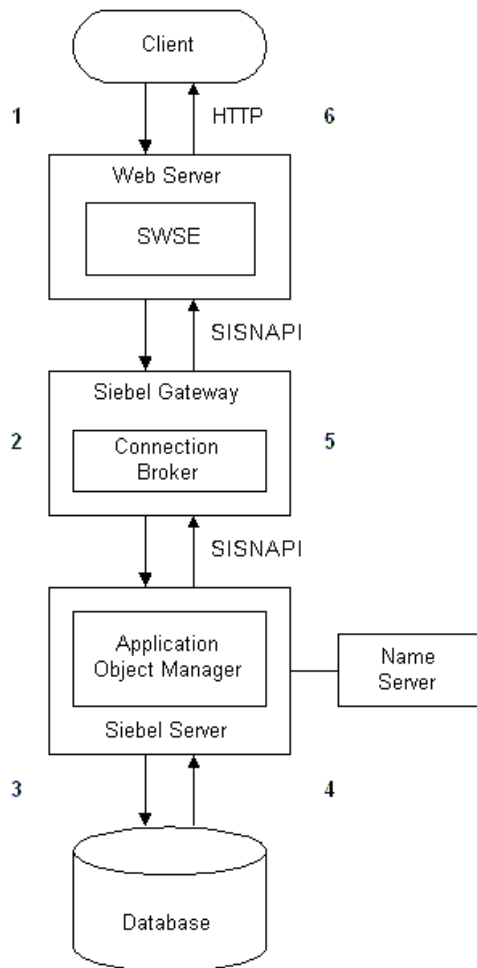 Client
1
HTTP
6
Web Server
SWSE
SISNAPI
Siebel Gateway
2
Connection
Broker
5
SISNAPI
Application
Object Manager
Name
Server
Siebel Server
3
4
Database